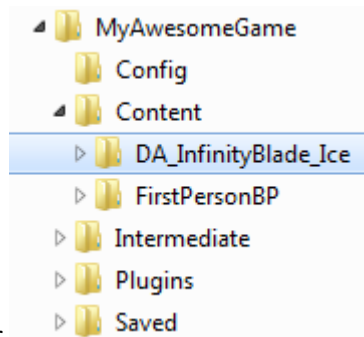 MyAwesomeGame
Config
Content
DA_InfinityBlade_Ice
FirstPersonBP
Intermediate
Plugins
Saved